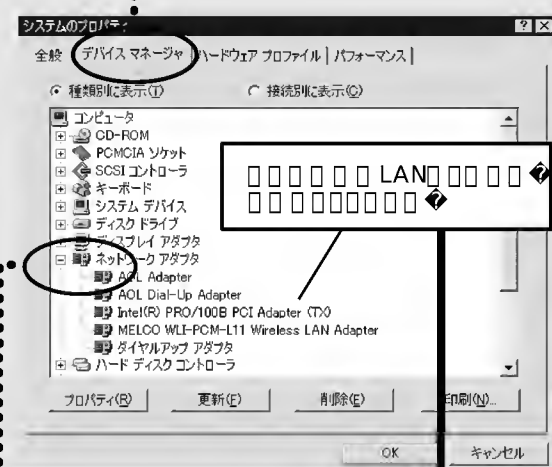 システムのプロパティ
全般 デバイス マネージャ ハードウェア プロファイル パフォーマンス
種類別に表示(T) 接続別に表示(C)
コンピュータ
CD-ROM
PCMCIA ソケット
SCSI コントローラ
キーボード
システム デバイス
ディスク ドライブ
ディスプレイ アダプタ
ネットワーク アダプタ
AOL Adapter
AOL Dial-Up Adapter
Intel(R) PRO/100B PCI Adapter (TX)
MELCO WLI-PCM-L11 Wireless LAN Adapter
ダイヤルアップ アダプタ
ハード ディスク コントローラ
□□□□□□LAN□□□□□�
□□□□□□□□□�
プロパティ(R) 更新(F) 削除(E) 印刷(N)...
OK キャンセル